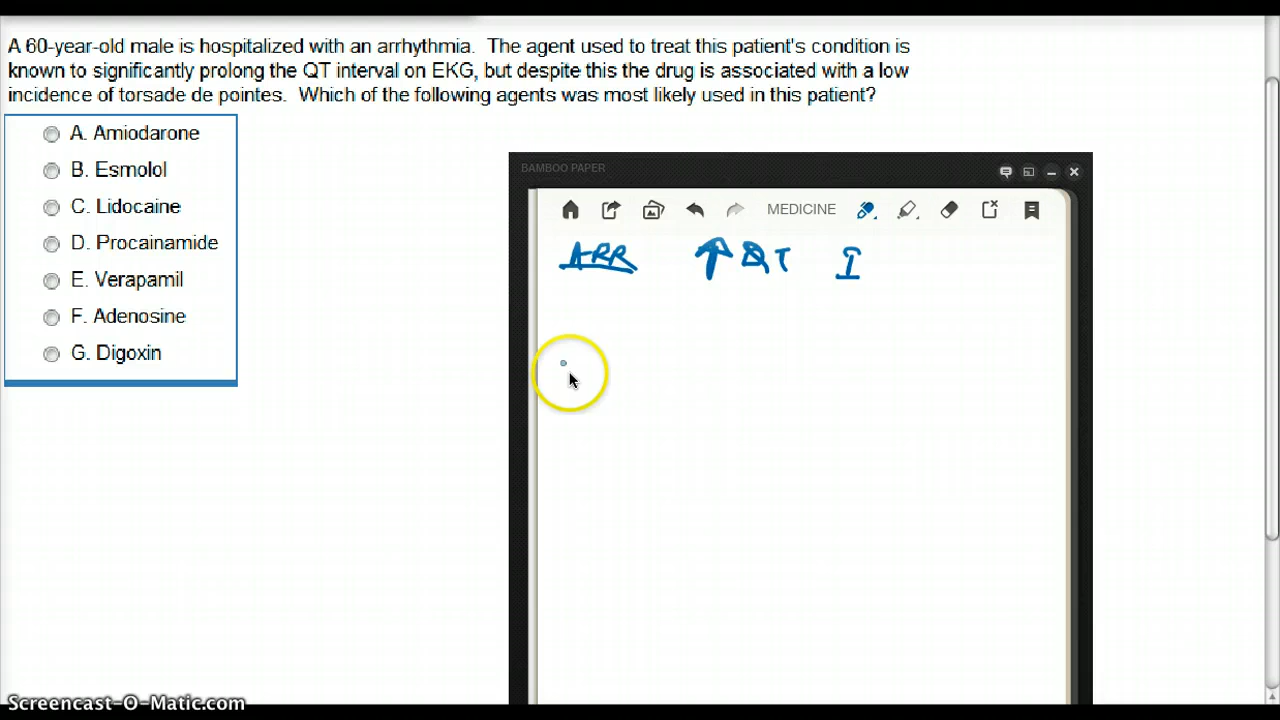 A 60-year-old male is hospitalized with an arrhythmia. The agent used to treat this patient's condition is
known to significantly prolong the QT interval on EKG, but despite this the drug is associated with a low
incidence of torsade de pointes. Which of the following agents was most likely used in this patient?
A. Amiodarone
B. Esmolol
C. Lidocaine
D. Procainamide
E. Verapamil
F. Adenosine
G. Digoxin
BAMBOO PAPER
MEDICINE
ARR ↑ QT I
Screencast-O-Matic.com